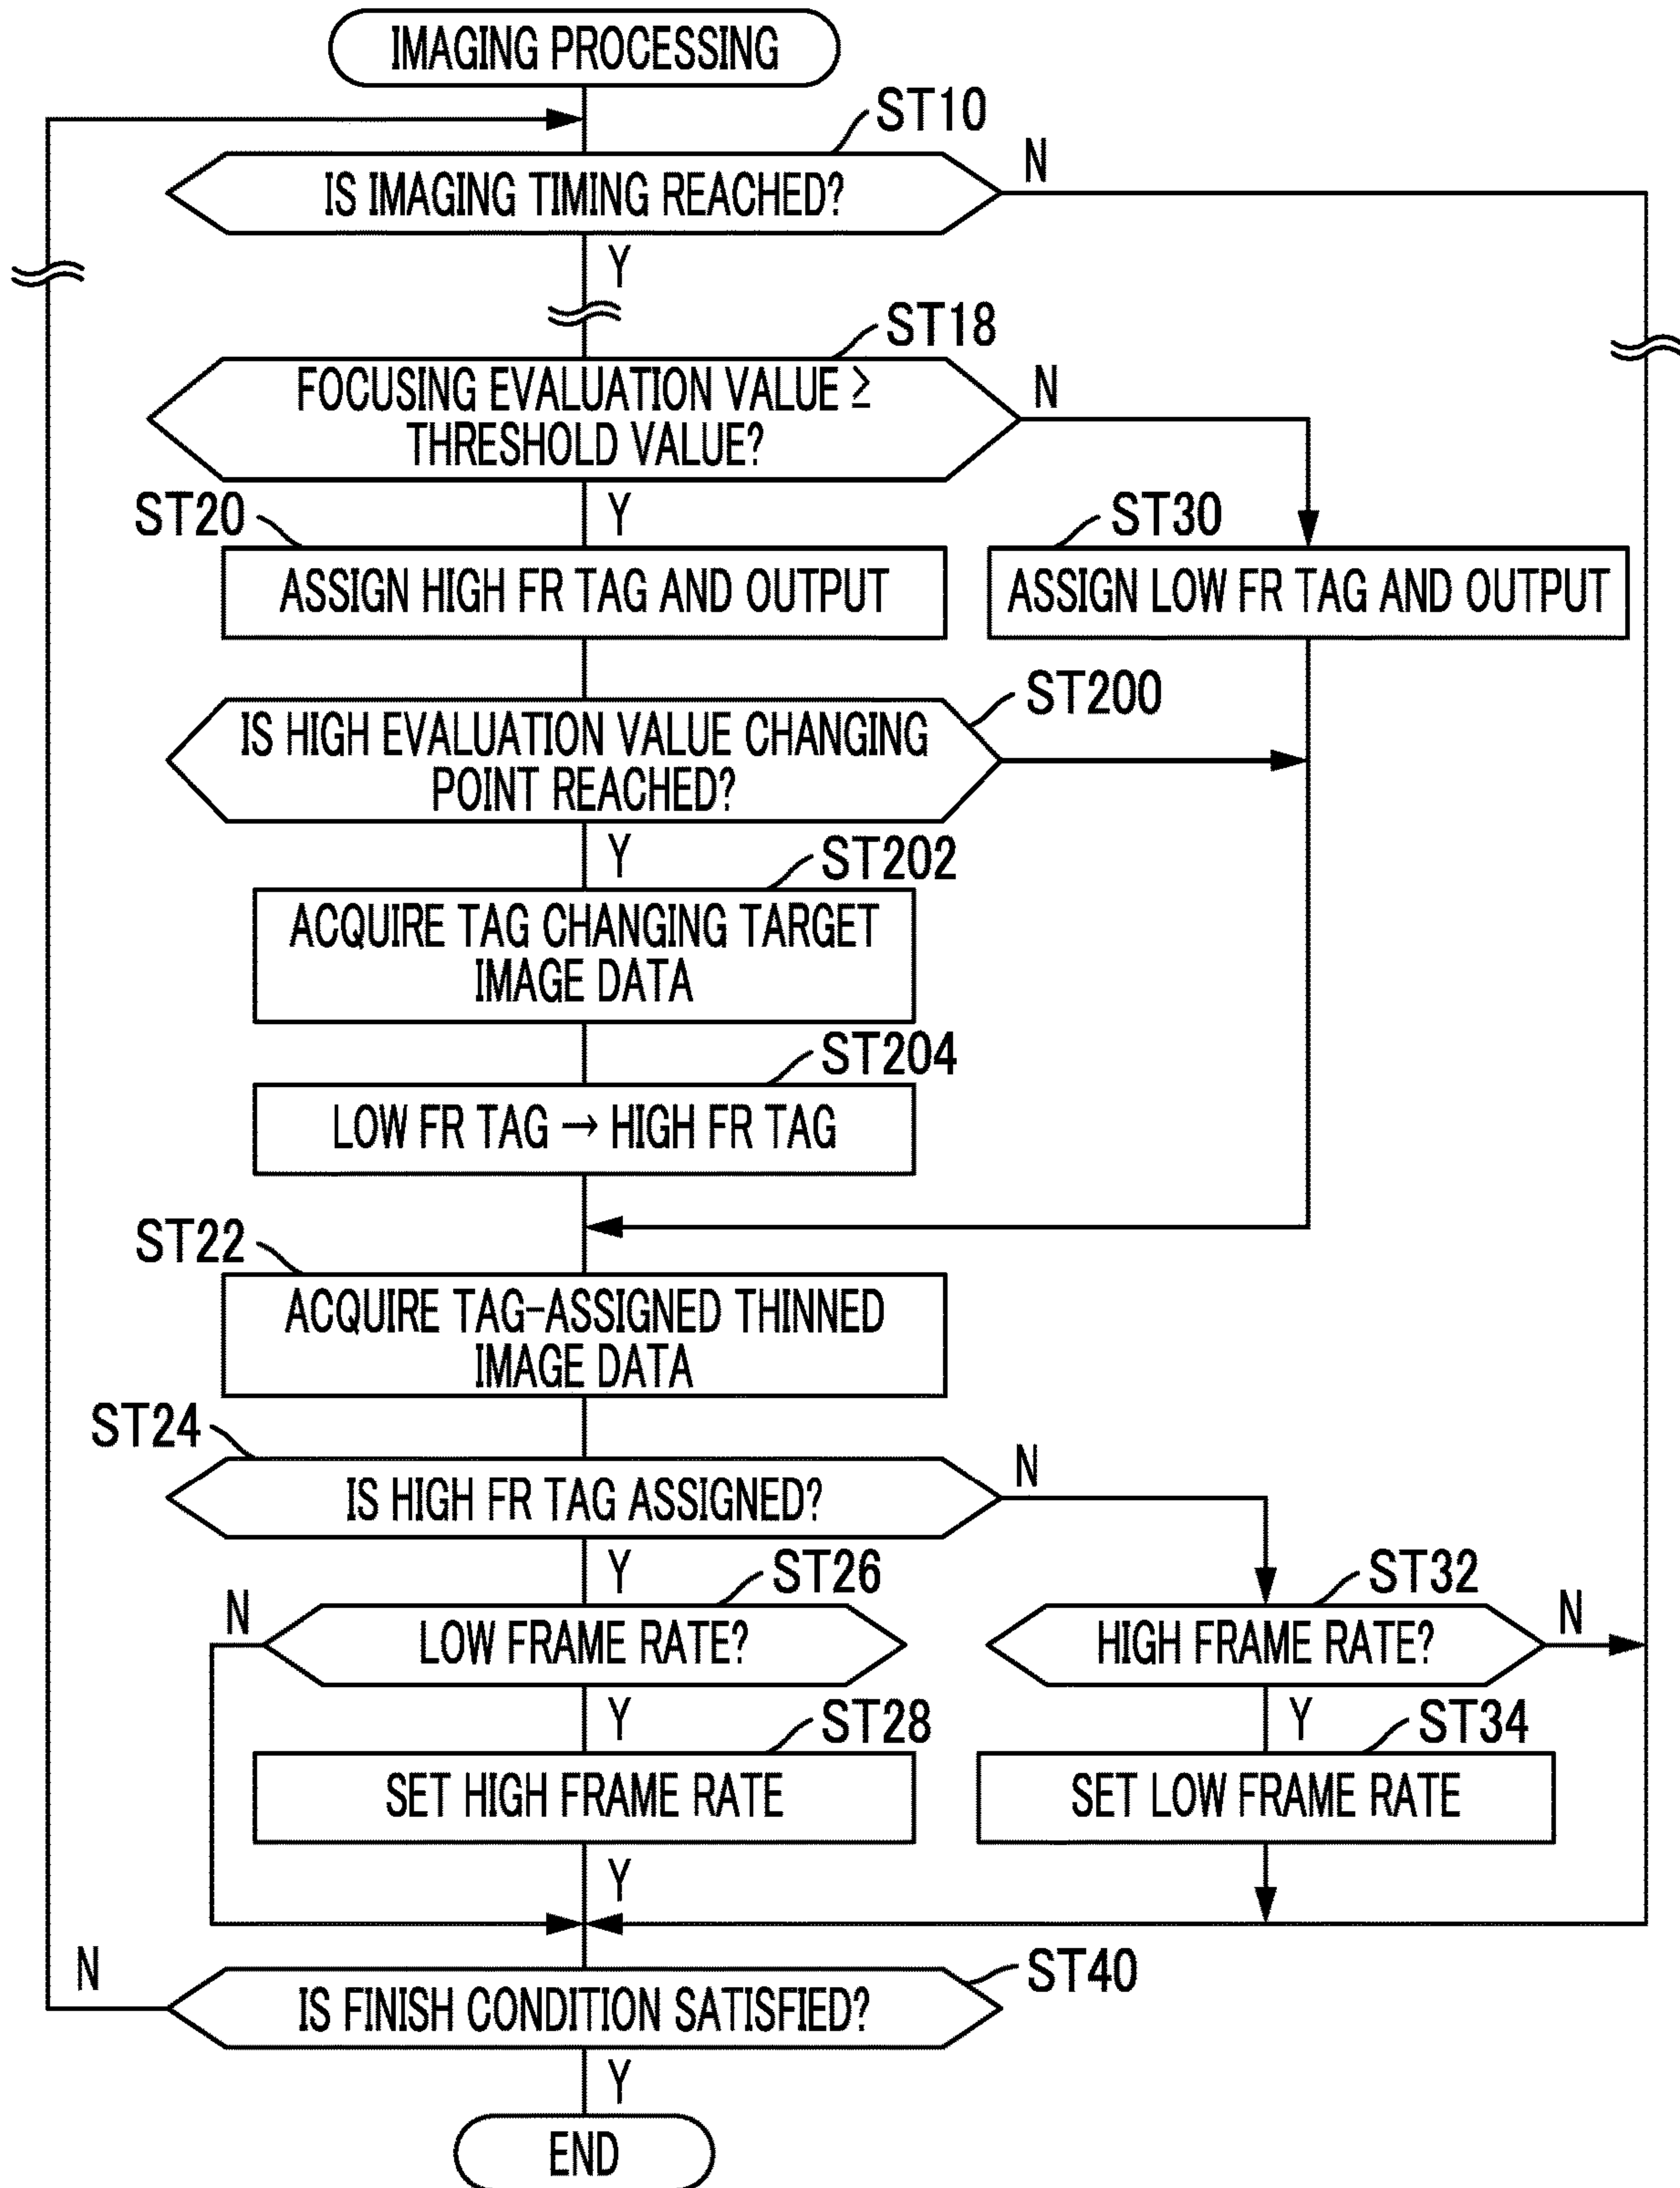 IMAGING PROCESSING
ST10
IS IMAGING TIMING REACHED?
N
Y
ST18
FOCUSING EVALUATION VALUE ≥
THRESHOLD VALUE?
N
Y
ST20
ASSIGN HIGH FR TAG AND OUTPUT
ST30
ASSIGN LOW FR TAG AND OUTPUT
ST200
IS HIGH EVALUATION VALUE CHANGING
POINT REACHED?
Y
ST202
ACQUIRE TAG CHANGING TARGET
IMAGE DATA
ST204
LOW FR TAG → HIGH FR TAG
ST22
ACQUIRE TAG-ASSIGNED THINNED
IMAGE DATA
ST24
IS HIGH FR TAG ASSIGNED?
N
Y
ST26
N
LOW FRAME RATE?
ST32
HIGH FRAME RATE?
N
Y
ST28
SET HIGH FRAME RATE
Y
ST34
SET LOW FRAME RATE
Y
N
ST40
IS FINISH CONDITION SATISFIED?
Y
END